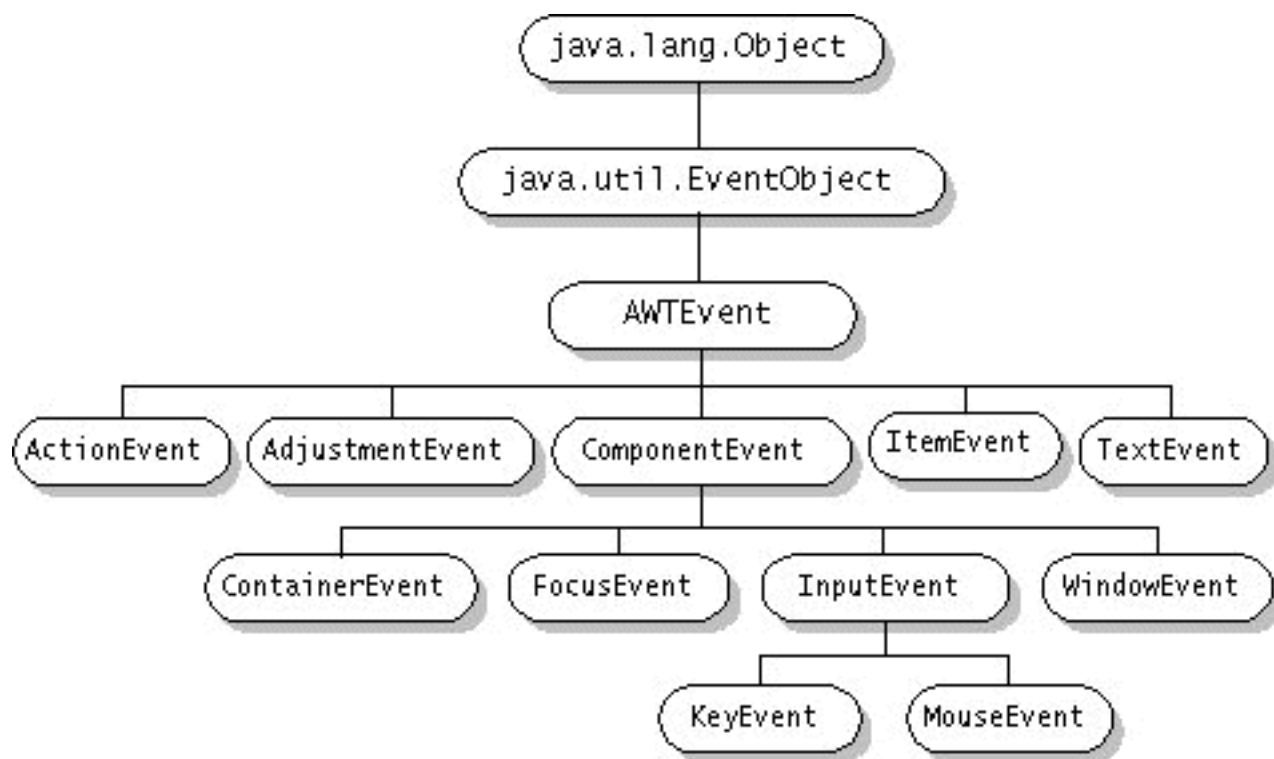 java.lang.Object
java.util.EventObject
AWTEvent
ActionEvent
AdjustmentEvent
ComponentEvent
ItemEvent
TextEvent
ContainerEvent
FocusEvent
InputEvent
WindowEvent
KeyEvent
MouseEvent